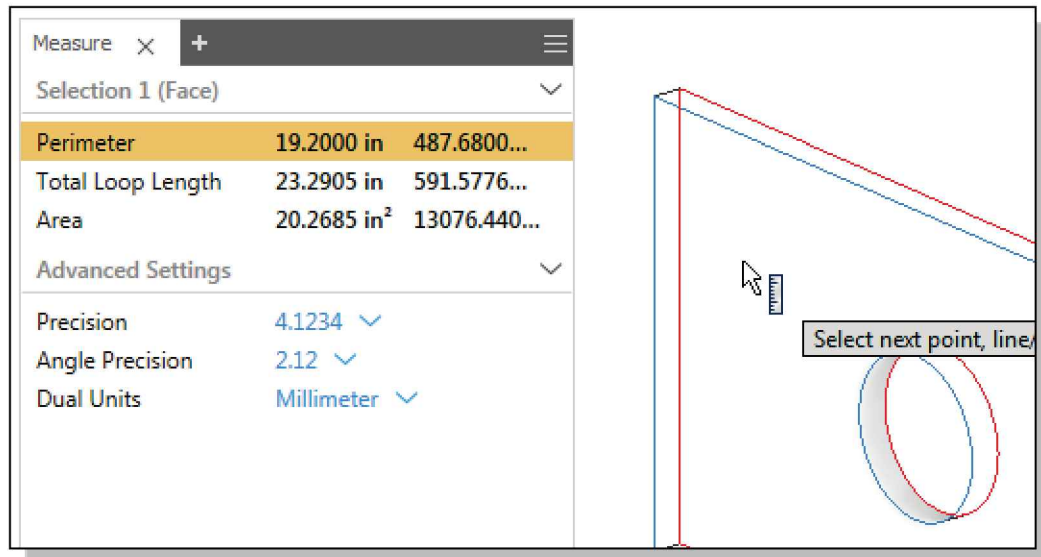 Measure × +
Selection 1 (Face)
Perimeter 19.2000 in 487.6800...
Total Loop Length 23.2905 in 591.5776...
Area 20.2685 in² 13076.440...
Advanced Settings
Precision 4.1234
Angle Precision 2.12
Dual Units Millimeter
Select next point, line/